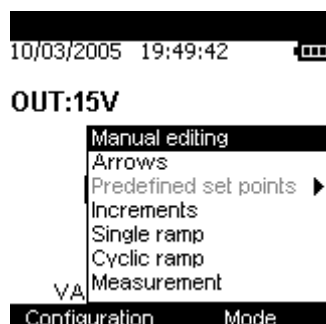 10/03/2005 19:49:42
OUT:15V
Manual editing
Arrows
Predefined set points
Increments
Single ramp
Cyclic ramp
Measurement
VA
Configuration Mode